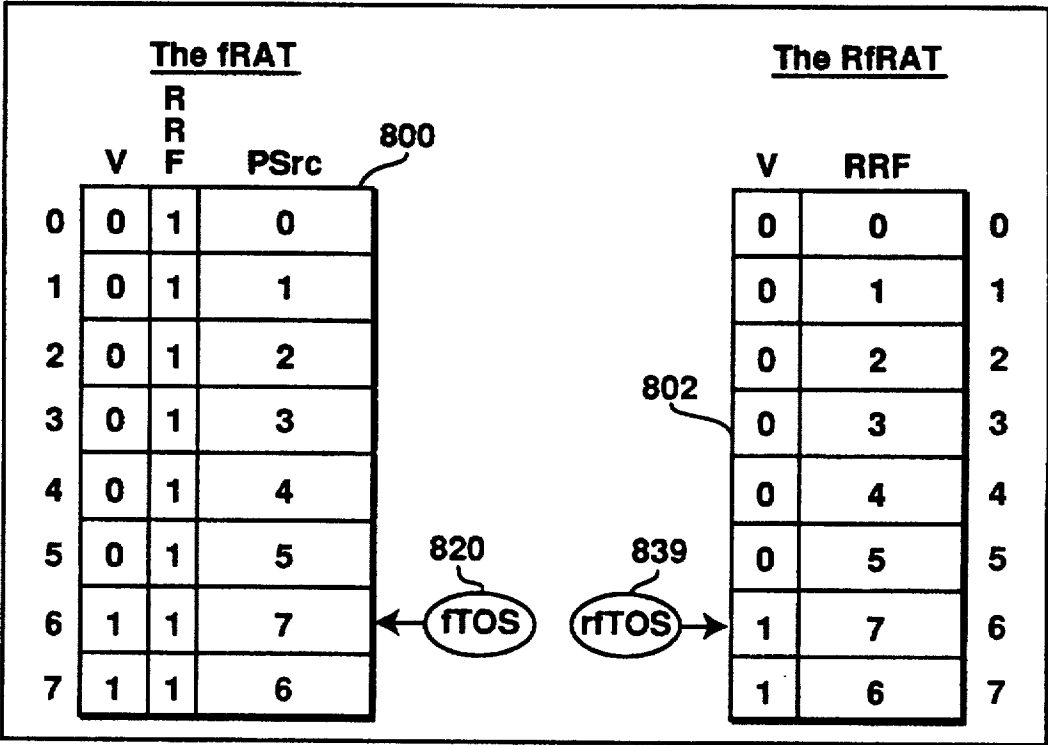 The fRAT
The RfRAT
R
R
V F PSrc
800
V RRF
0 0 1 0
0 0 0
1 0 1 1
0 1 1
2 0 1 2
0 2 2
802
3 0 1 3
0 3 3
4 0 1 4
0 4 4
5 0 1 5
820
839
0 5 5
6 1 1 7
fTOS
rfTOS
1 7 6
7 1 1 6
1 6 7